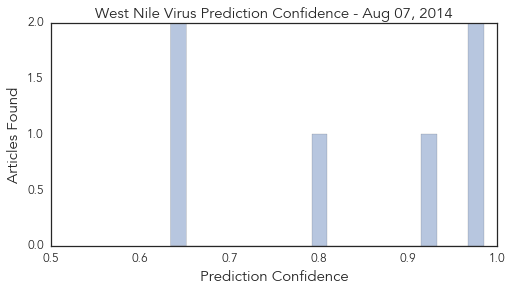 West Nile Virus Prediction Confidence - Aug 07, 2014
2.0
1.5
1.0
0.5
0.0
Articles Found
0.5 0.6 0.7 0.8 0.9 1.0
Prediction Confidence